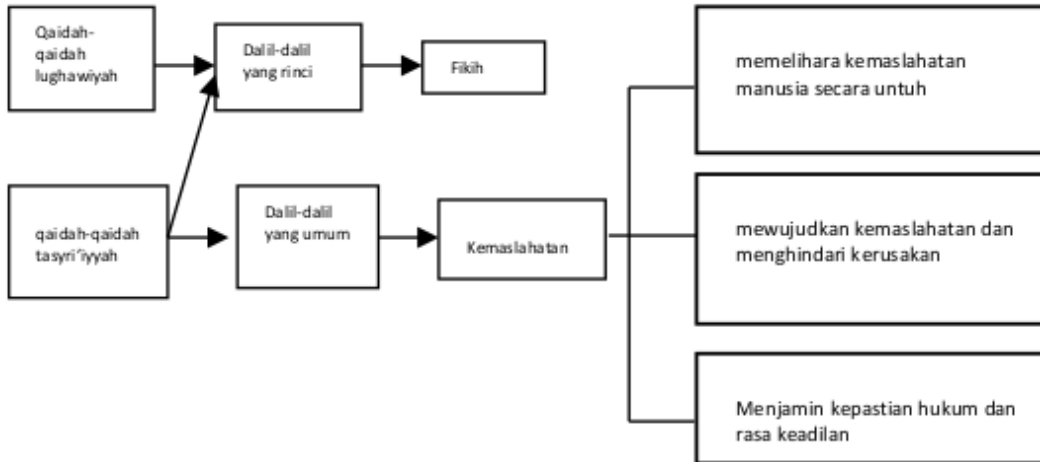 Qaidah-
qaidah
lughawiyah
Dalil-dalil
yang rinci
Fikih
memelihara kemaslahatan
manusia secara untuh
qaidah-qaidah
tasyri’iyyah
Dalil-dalil
yang umum
Kemaslahatan
mewujudkan kemaslahatan dan
menghindari kerusakan
Menjamin kepastian hukum dan
rasa keadilan